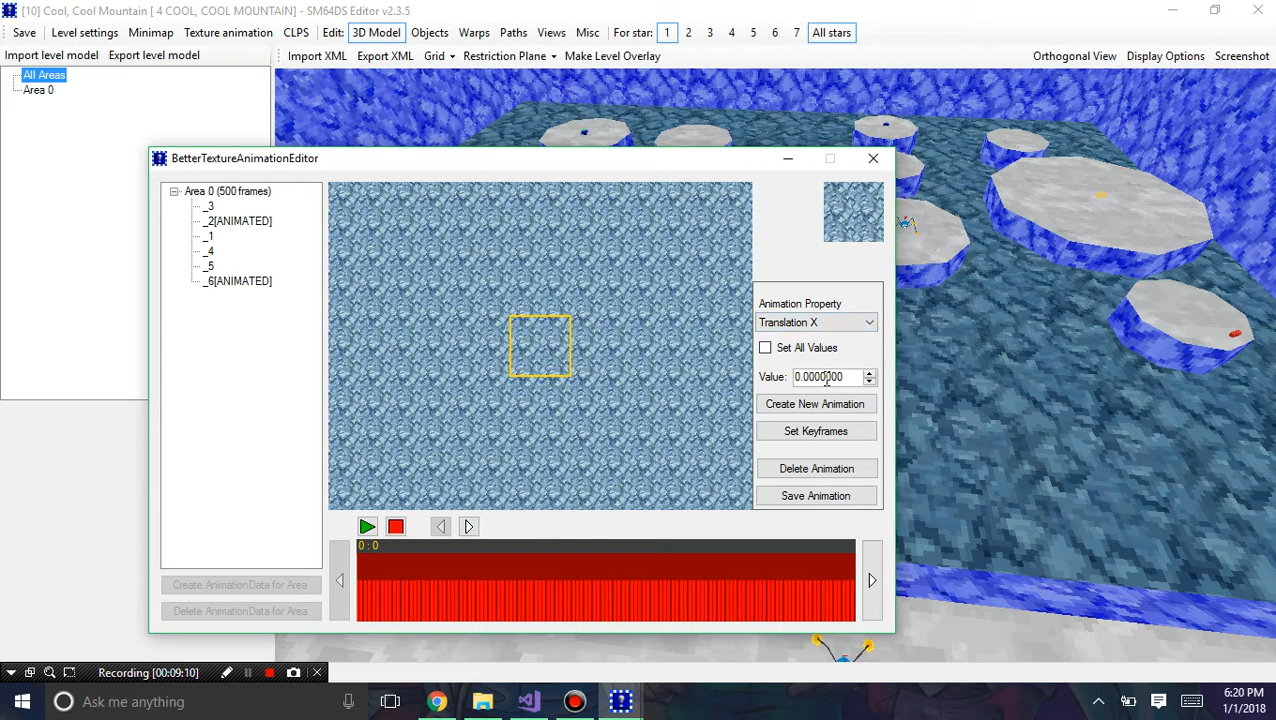 [10] Cool, Cool Mountain [ 4 COOL, COOL MOUNTAIN] - SM64DS Editor v2.3.5
Save Level settings Minimap Texture animation CLPS Edit: 3D Model Objects Warps Paths Views Misc For star: 1 2 3 4 5 6 7 All stars
Import level model Export level model Import XML Export XML Grid Restriction Plane Make Level Overlay Orthogonal View Display Options Screenshot
All Areas
Area 0
BetterTextureAnimationEditor
Area 0 (500 frames)
_3
_2[ANIMATED]
_1
_4
_5
_6[ANIMATED]
Animation Property
Translation X
Set All Values
Value: 0.0000000
Create New Animation
Set Keyframes
Delete Animation
Save Animation
0 : 0
Create AnimationData for Area
Delete AnimationData for Area
Recording [00:09:10]
Ask me anything
6:20 PM
1/1/2018